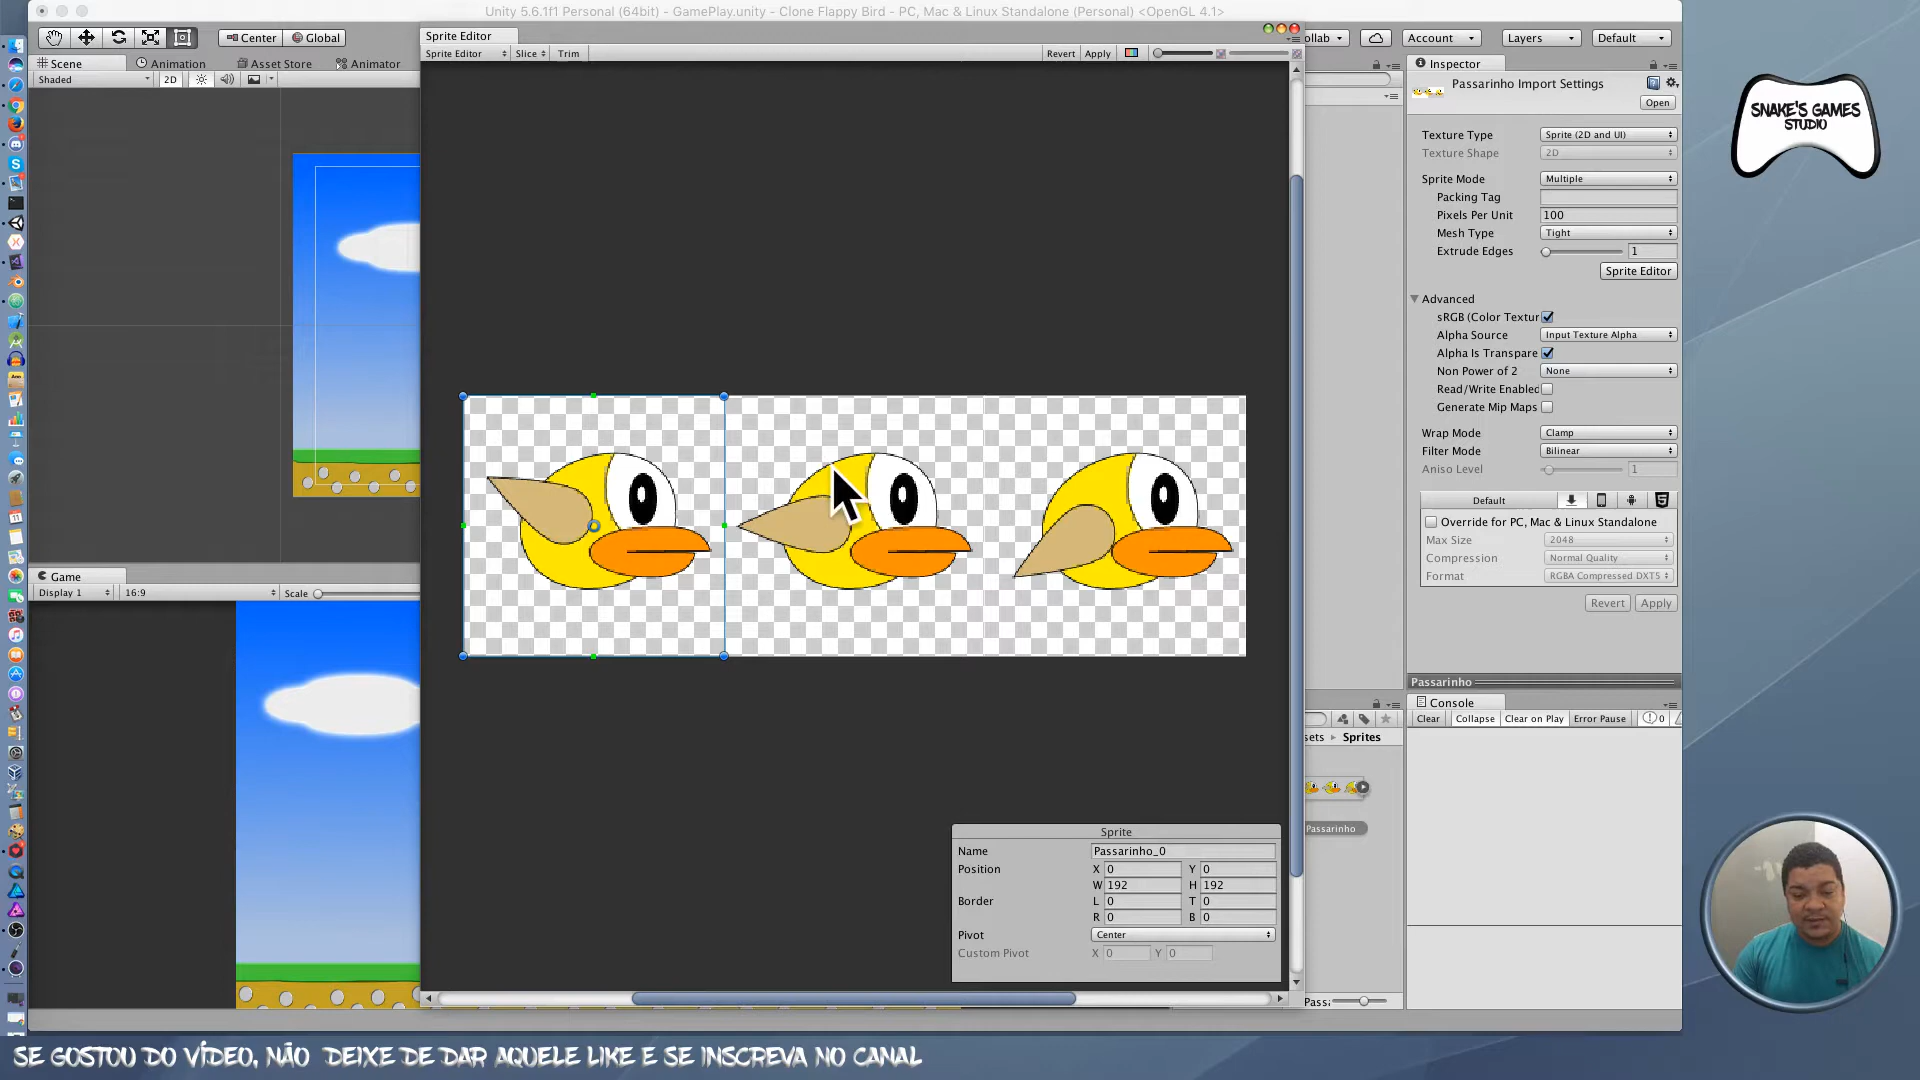 Unity 5.6.1f1 Personal (64bit) - GamePlay.unity - Clone Flappy Bird - PC, Mac & Linux Standalone (Personal) <OpenGL 4.1>
Center
Global
Account
Layers
Default
Scene
Animation
Asset Store
Animator
Shaded
2D
Game
Display 1
16:9
Scale
Sprite Editor
Sprite Editor
Slice
Trim
Revert
Apply
Sprite
Name
Passarinho_0
Position
X 0
Y 0
W 192
H 192
Border
L 0
T 0
R 0
B 0
Pivot
Center
Custom Pivot
X 0
Y 0
Sprites
Passarinho
Inspector
Passarinho Import Settings
Open
Texture Type
Sprite (2D and UI)
Texture Shape
2D
Sprite Mode
Multiple
Packing Tag
Pixels Per Unit
100
Mesh Type
Tight
Extrude Edges
1
Sprite Editor
Advanced
sRGB (Color Textur
Alpha Source
Input Texture Alpha
Alpha Is Transpare
Non Power of 2
None
Read/Write Enabled
Generate Mip Maps
Wrap Mode
Clamp
Filter Mode
Bilinear
Aniso Level
1
Default
Override for PC, Mac & Linux Standalone
Max Size
2048
Compression
Normal Quality
Format
RGBA Compressed DXT5
Revert
Apply
Passarinho
Console
Clear
Collapse
Clear on Play
Error Pause
0
SNAKE'S GAMES
STUDIO
SE GOSTOU DO VÍDEO, NÃO DEIXE DE DAR AQUELE LIKE E SE INSCREVA NO CANAL